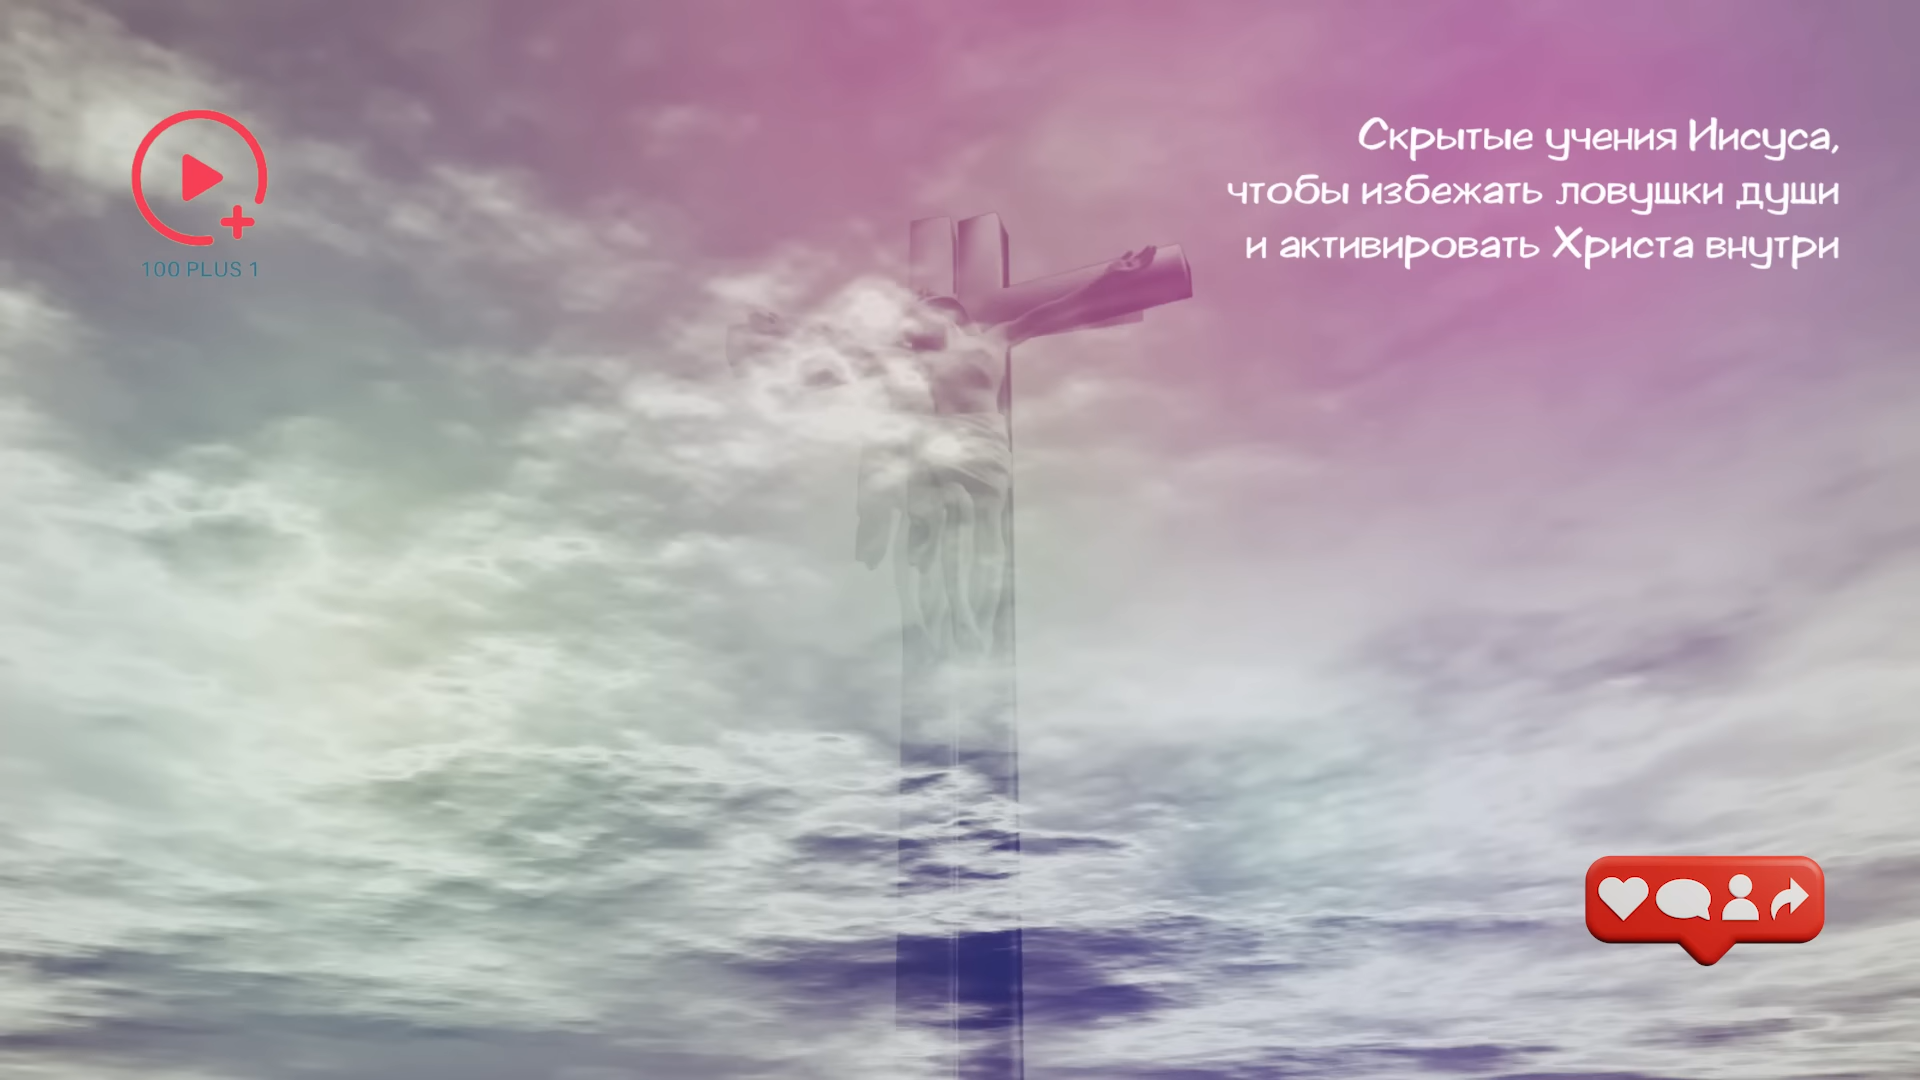 100 PLUS 1
Скрытые учения Иисуса,
чтобы избежать ловушки души
и активировать Христа внутри